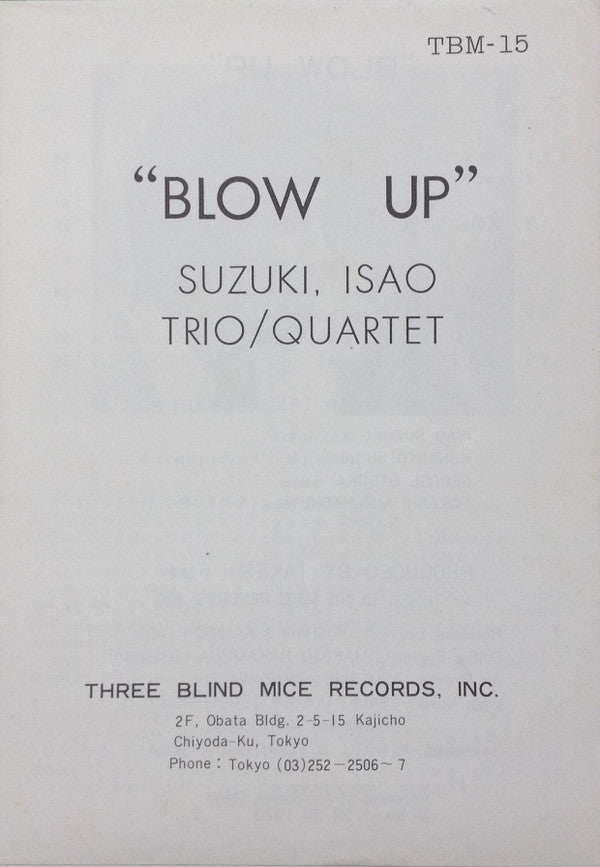 TBM-15
“BLOW UP”
SUZUKI, ISAO
TRIO/QUARTET
THREE BLIND MICE RECORDS, INC.
2F, Obata Bldg. 2-5-15 Kajicho
Chiyoda-Ku, Tokyo
Phone : Tokyo (03)252-2506~7